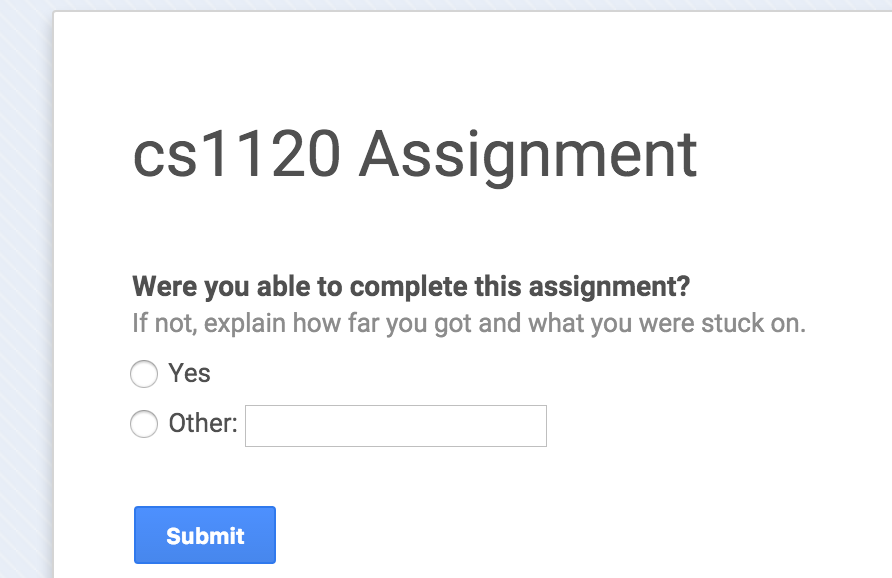 cs1120 Assignment
Were you able to complete this assignment?
If not, explain how far you got and what you were stuck on.
Yes
Other:
Submit